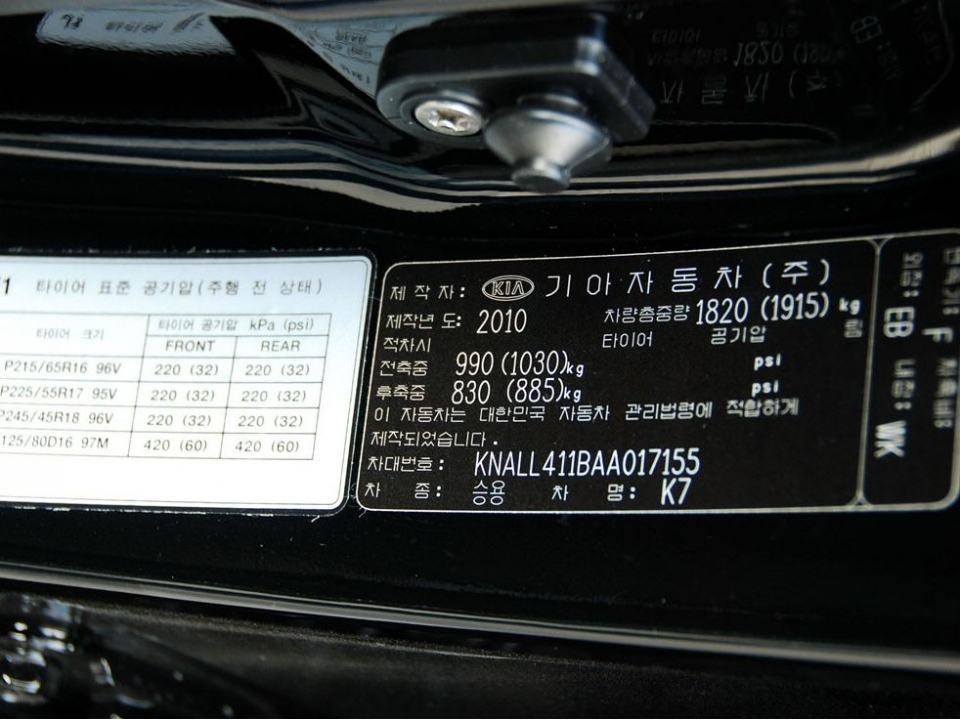 타이어 표준 공기압(주행 전 상태)
타이어 크기 타이어 공기압 kPa (psi)
FRONT REAR
P215/65R16 96V 220 (32) 220 (32)
P225/55R17 95V 220 (32) 220 (32)
P245/45R18 96V 220 (32) 220 (32)
125/80D16 97M 420 (60) 420 (60)
제 작 자: KIA 기 아 자 동 차 (주)
제작년 도: 2010 차량총중량 1820 (1915) kg
적차시 타이어 공기압 림
전축중 990 (1030)kg psi
후축중 830 (885)kg psi
이 자동차는 대한민국 자동차 관리법령에 적합하게
제작되었습니다.
차대번호: KNALL411BAA017155
차 종: 승용 차 명: K7
외장: EB 내장: WK
F